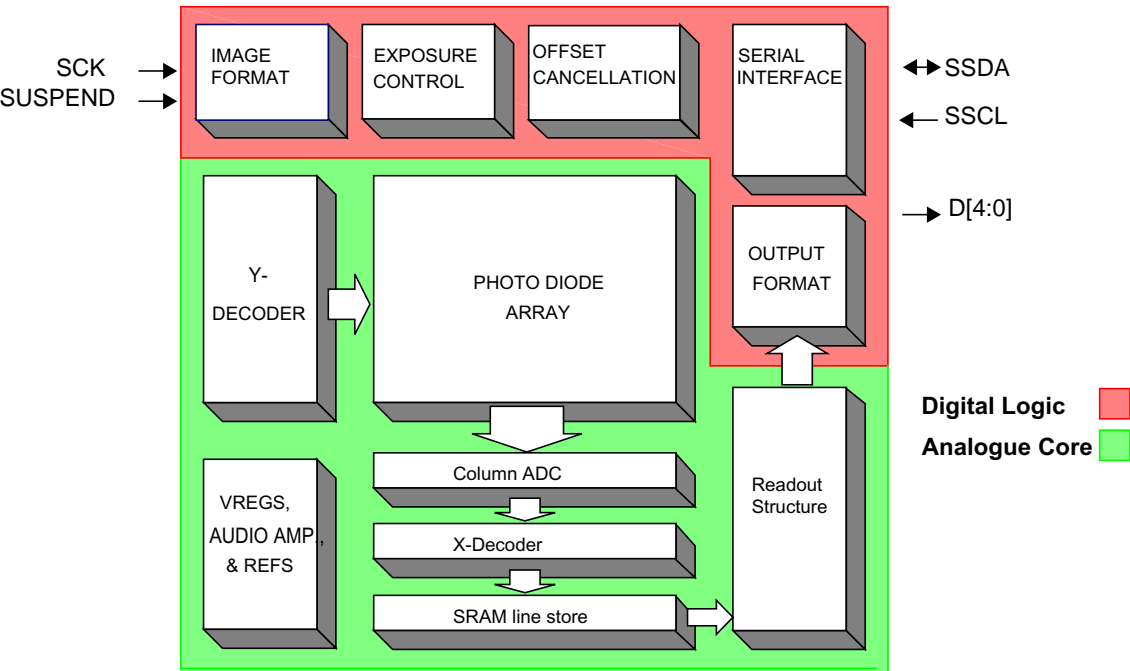 SCK
SUSPEND
IMAGE
FORMAT
EXPOSURE
CONTROL
OFFSET
CANCELLATION
SERIAL
INTERFACE
SSDA
SSCL
D[4:0]
Y-
DECODER
PHOTO DIODE
ARRAY
OUTPUT
FORMAT
Digital Logic
Analogue Core
VREGS,
AUDIO AMP.,
& REFS
Column ADC
X-Decoder
SRAM line store
Readout
Structure